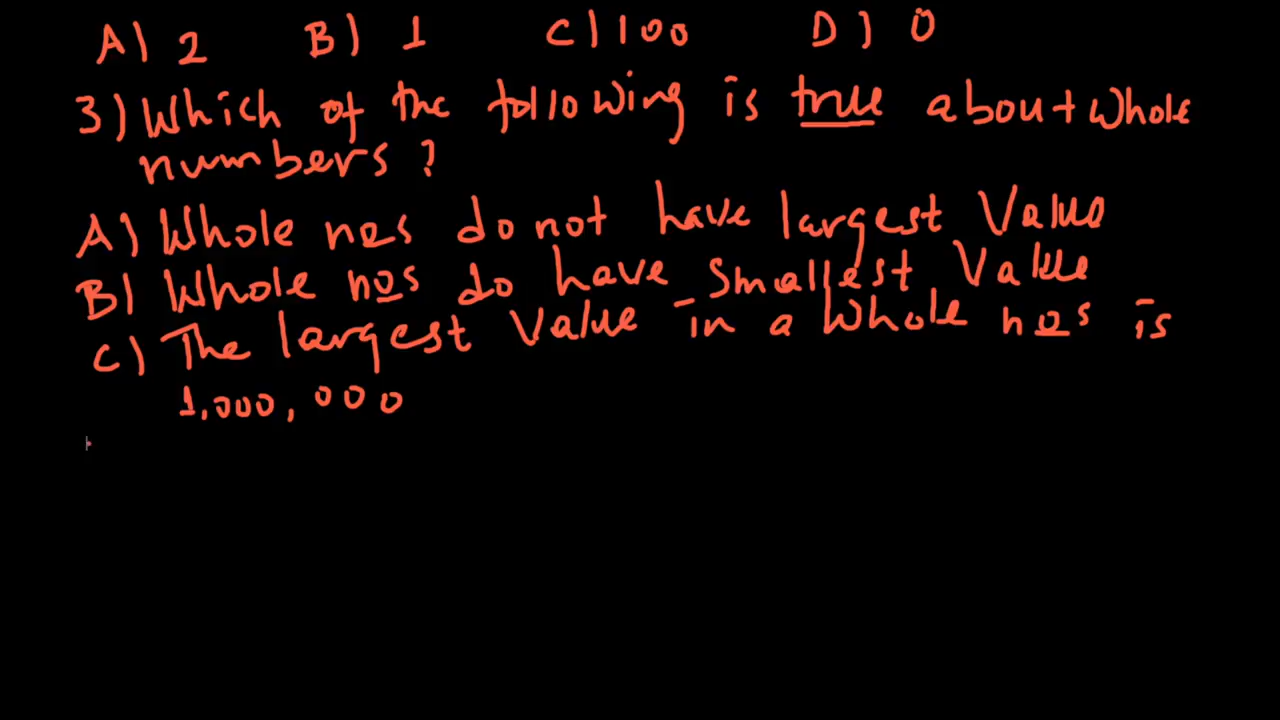 A) 2 B) 1 C) 100 D) 0
3) Which of the following is true about whole
numbers?
A) Whole nos do not have largest Value
B) Whole nos do have smallest Value
C) The largest Value in a whole nos is
1,000,000